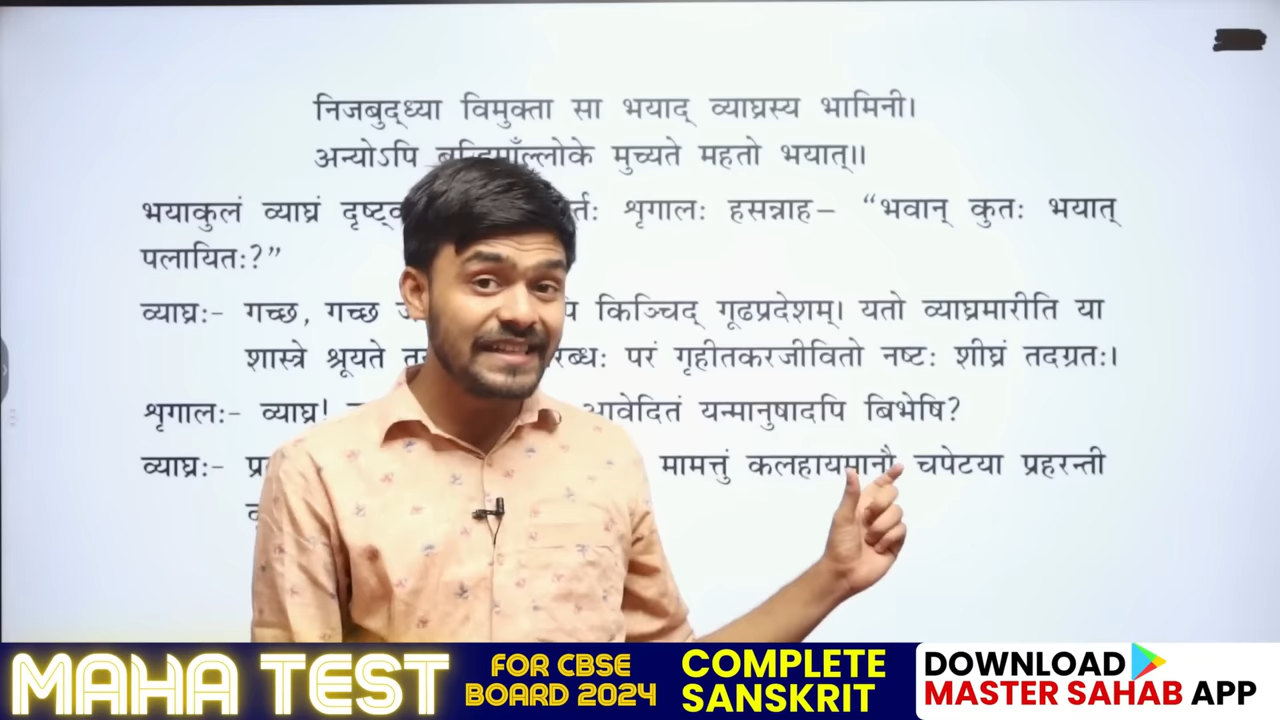 निजबुद्ध्या विमुक्ता सा भयाद् व्याघ्रस्य भामिनी।
अन्योऽपि लोके मुच्यते महतो भयात्॥
भयाकुलं व्याघ्रं शृगालः हसन्नाह– “भवान् कुतः भयात्
पलायितः?”
व्याघ्रः- गच्छ, गच्छ किञ्चिद् गूढप्रदेशम्। यतो व्याघ्रमारीति या
शास्त्रे श्रूयते परं गृहीतकरजीवितो नष्टः शीघ्रं तदग्रतः।
शृगालः- व्याघ्र! आवेदितं यन्मानुषादपि बिभेषि?
व्याघ्रः- मामत्तुं कलहायमानौ चपेटया प्रहरन्ती
MAHA TEST
FOR CBSE
BOARD 2024
COMPLETE
SANSKRIT
DOWNLOAD
MASTER SAHAB APP